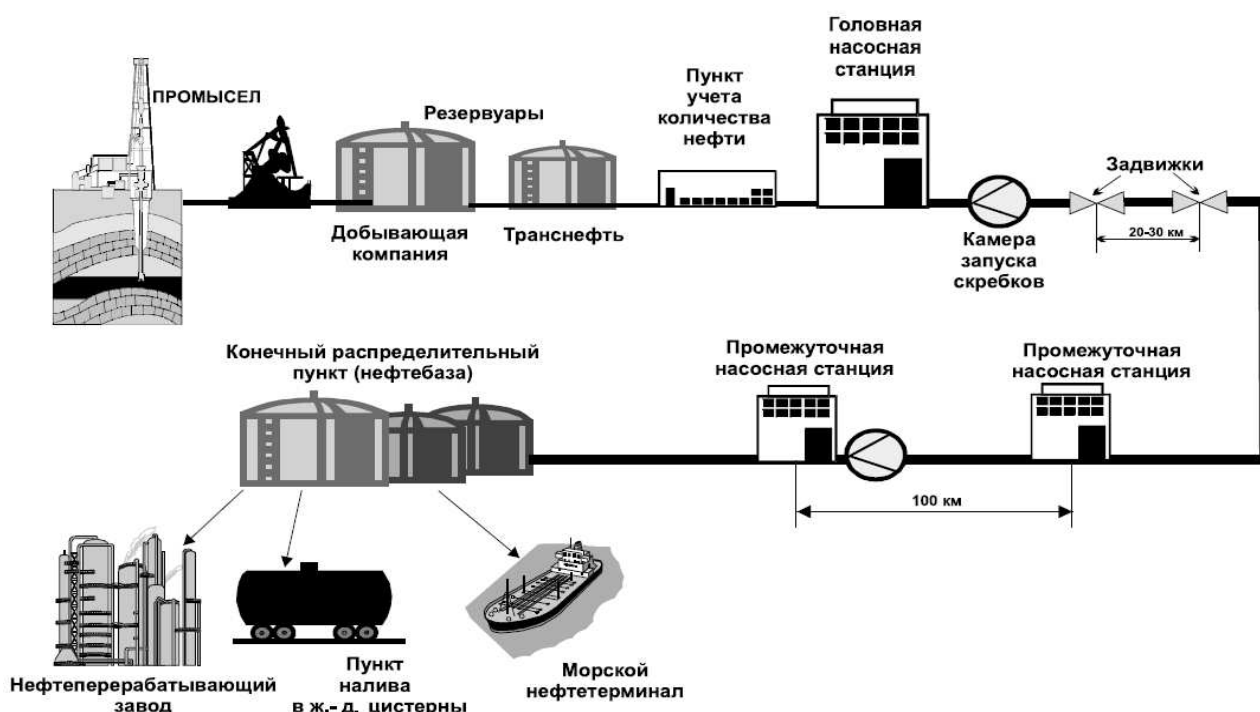 ПРОМЫСЕЛ
Резервуары
Добывающая
компания
Транснефть
Пункт
учета
количества
нефти
Головная
насосная
станция
Камера
запуска
скребков
Задвижки
20-30 км
Конечный распределительный
пункт (нефтебаза)
Промежуточная
насосная станция
Промежуточная
насосная станция
100 км
Нефтеперерабатывающий
завод
Пункт
налива
в ж.- д. цистерны
Морской
нефтетерминал